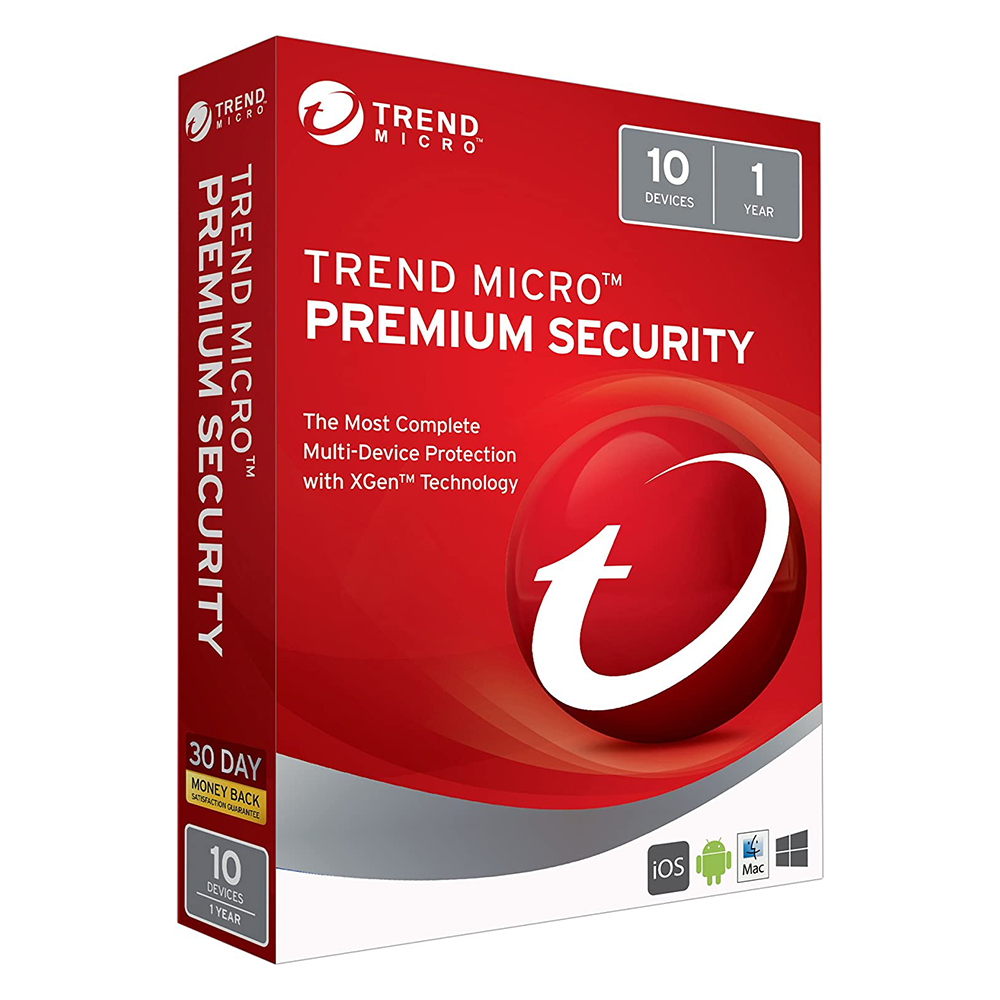 TREND
MICRO
TREND MICRO™
PREMIUM SECURITY
30 DAY
MONEY BACK
SATISFACTION GUARANTEE
10
DEVICES
1 YEAR
TREND
MICRO™
10
DEVICES
1
YEAR
TREND MICRO™
PREMIUM SECURITY
The Most Complete
Multi-Device Protection
with XGen™ Technology
iOS
Mac